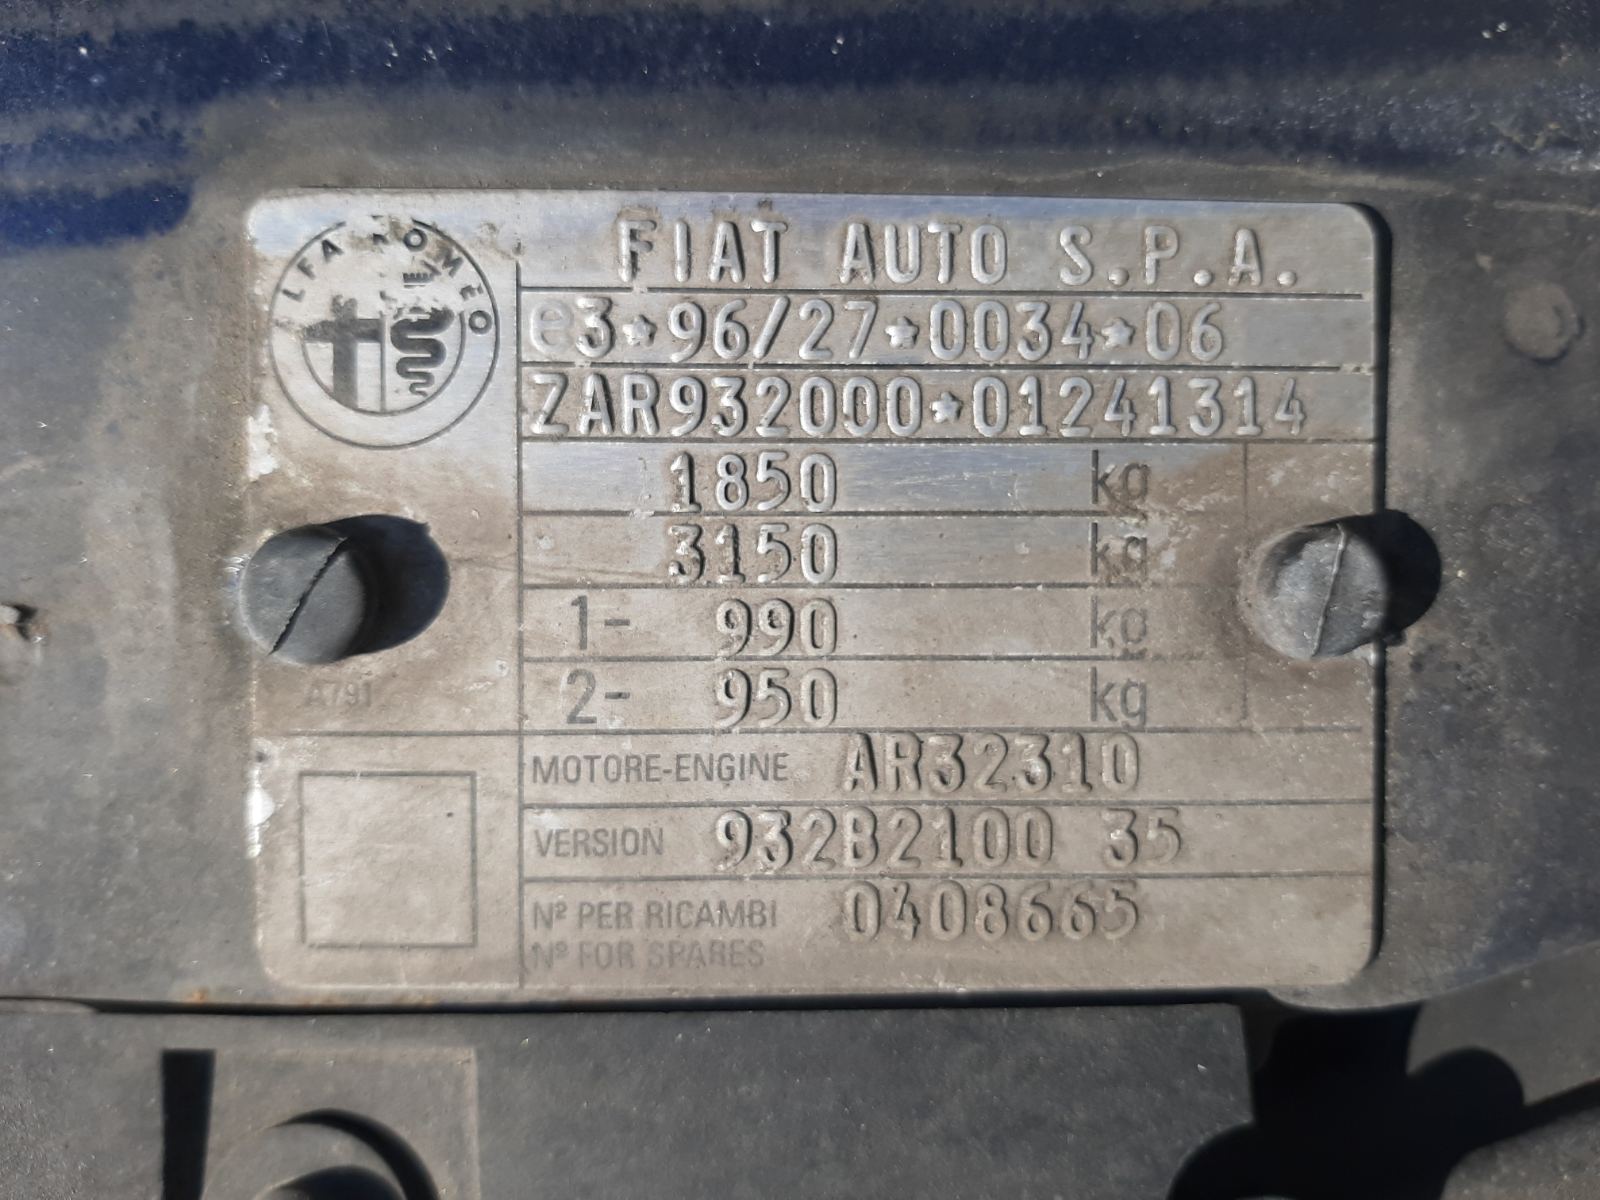 ALFA ROMEO
FIAT AUTO S.P.A.
e3*96/27*0034*06
ZAR932000*01241314
1850 kg
3150 kg
1- 990 kg
2- 950 kg
A791
MOTORE-ENGINE AR32310
VERSION 932B2100 35
Nº PER RICAMBI 0408665
Nº FOR SPARES